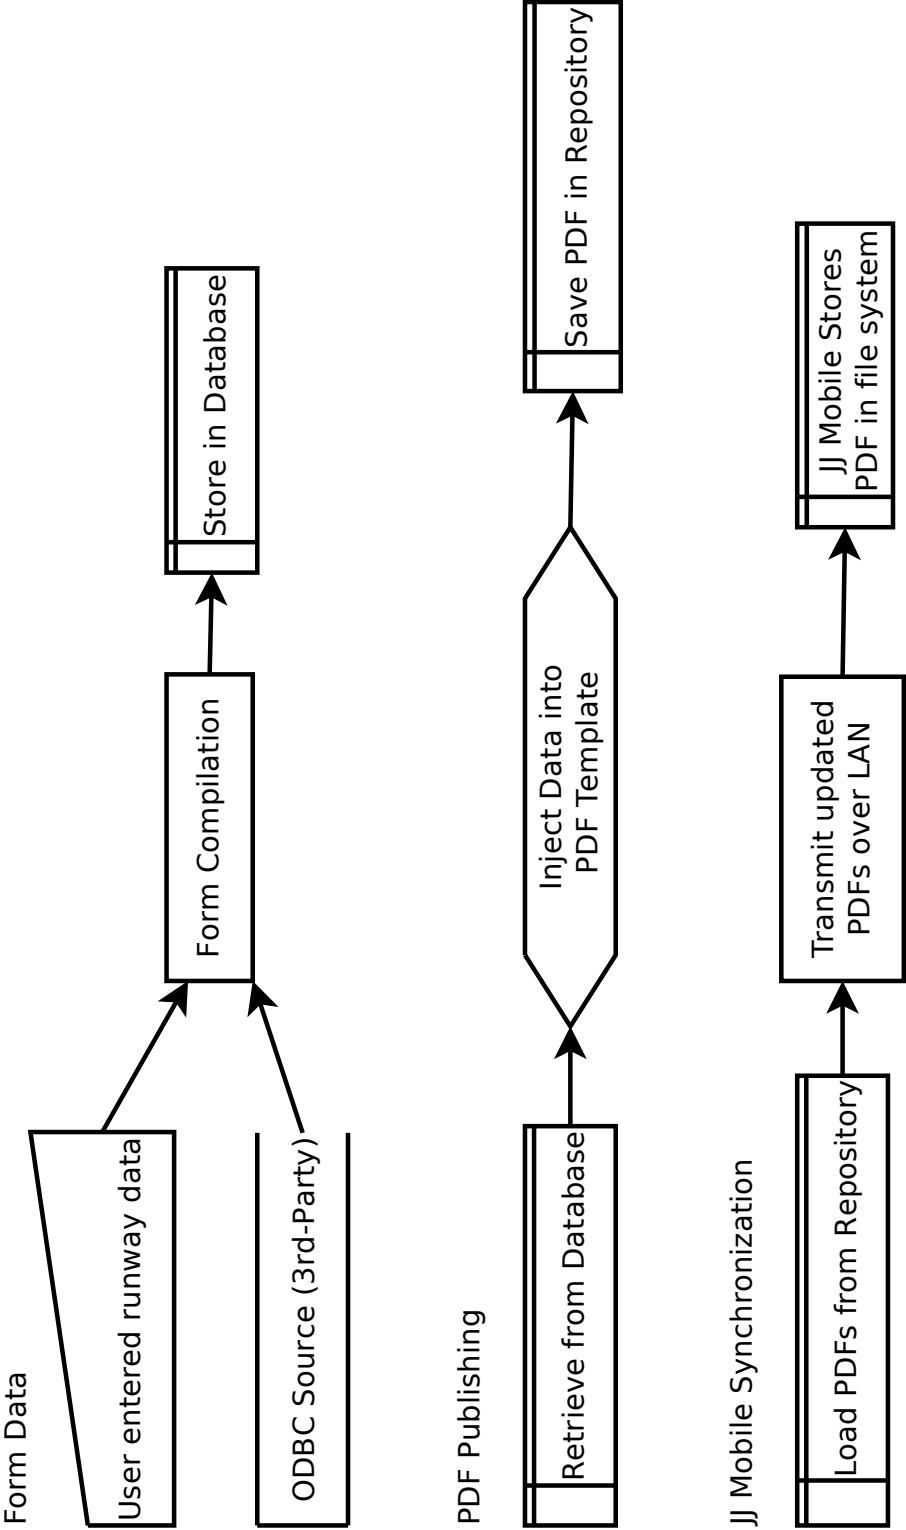 Form Data
User entered runway data
ODBC Source (3rd-Party)
Form Compilation
Store in Database
PDF Publishing
Retrieve from Database
Inject Data into
PDF Template
Save PDF in Repository
JJ Mobile Synchronization
Load PDFs from Repository
Transmit updated
PDFs over LAN
JJ Mobile Stores
PDF in file system